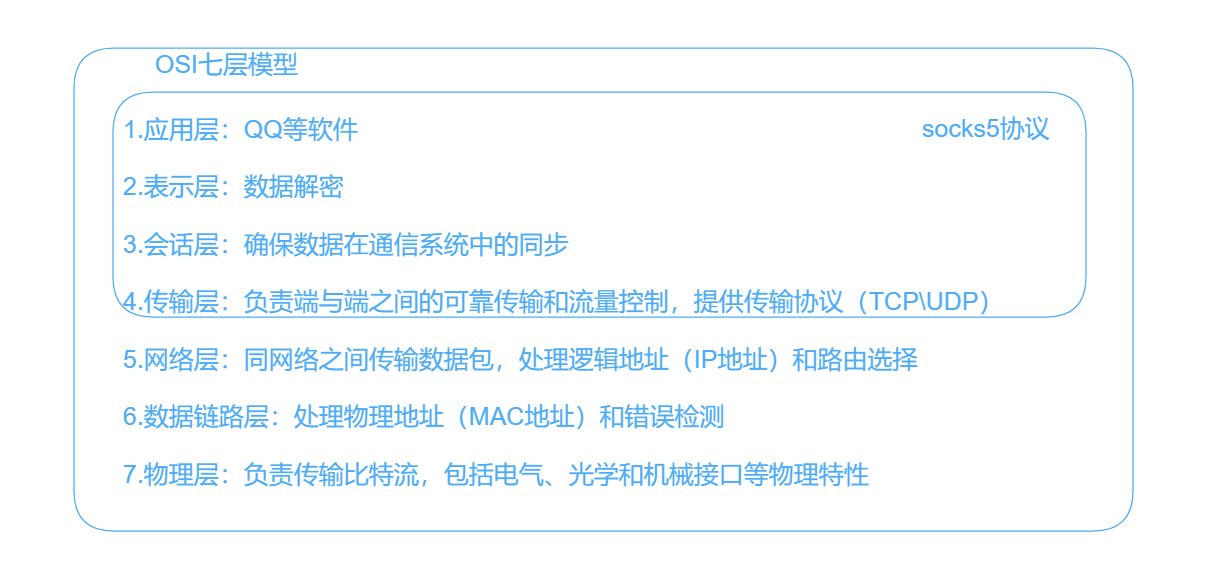 OSI七层模型
1.应用层：QQ等软件
socks5协议
2.表示层：数据解密
3.会话层：确保数据在通信系统中的同步
4.传输层：负责端与端之间的可靠传输和流量控制，提供传输协议（TCP\UDP）
5.网络层：同网络之间传输数据包，处理逻辑地址（IP地址）和路由选择
6.数据链路层：处理物理地址（MAC地址）和错误检测
7.物理层：负责传输比特流，包括电气、光学和机械接口等物理特性